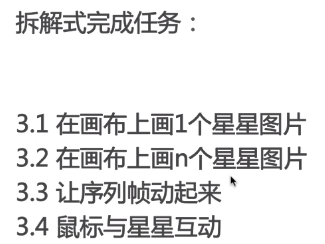 拆解式完成任务：
3.1 在画布上画1个星星图片
3.2 在画布上画n个星星图片
3.3 让序列帧动起来
3.4 鼠标与星星互动